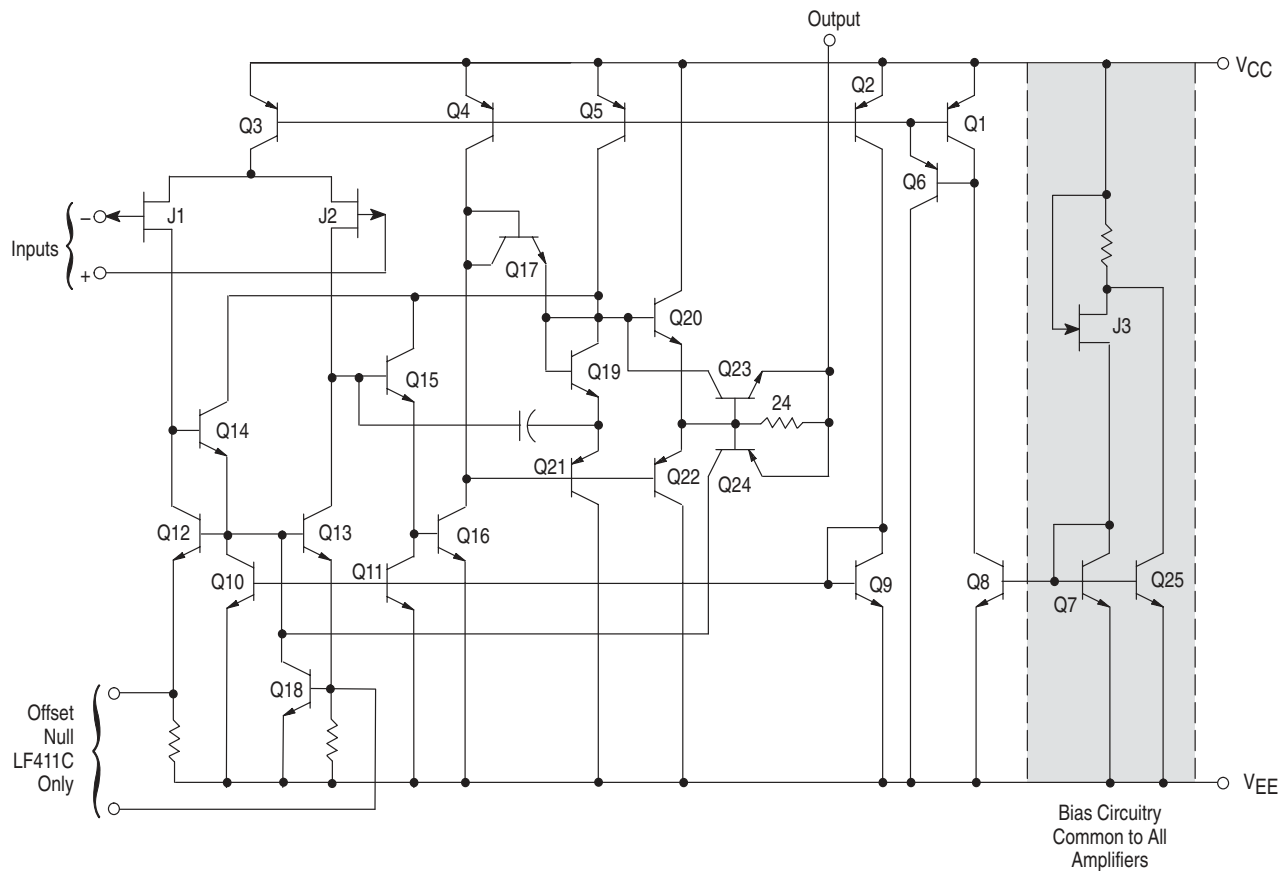 Output
VCC
Q3
Q4
Q5
Q2
Q1
Q6
J1
J2
–
Inputs
+
Q17
Q20
J3
Q15
Q19
Q23
24
Q14
Q21
Q22
Q24
Q12
Q13
Q16
Q10
Q11
Q9
Q8
Q7
Q25
Q18
Offset
Null
LF411C
Only
VEE
Bias Circuitry
Common to All
Amplifiers